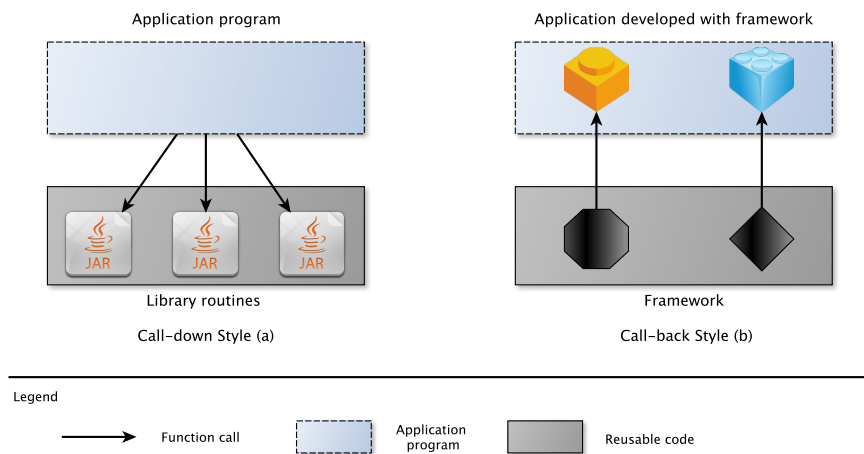 Application program
Application developed with framework
JAR
JAR
JAR
Library routines
Framework
Call-down Style (a)
Call-back Style (b)
Legend
Function call
Application
program
Reusable code